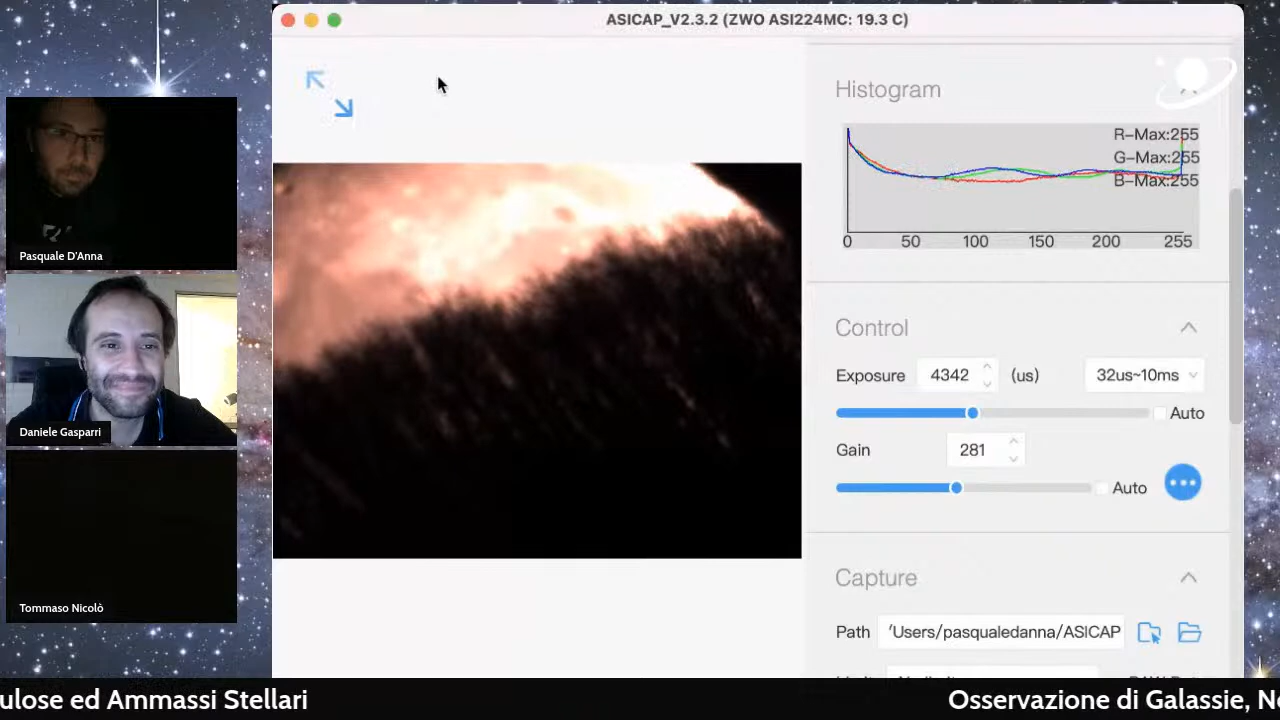 ASICAP_V2.3.2 (ZWO ASI224MC: 19.3 C)
Pasquale D'Anna
Daniele Gasparri
Tommaso Nicolò
Histogram
R-Max:255
G-Max:255
B-Max:255
0 50 100 150 200 255
Control
Exposure 4342 (us) 32us~10ms
Auto
Gain 281
Auto
Capture
Path 'Users/pasqualedanna/ASICAP
ulose ed Ammassi Stellari Osservazione di Galassie, Ne